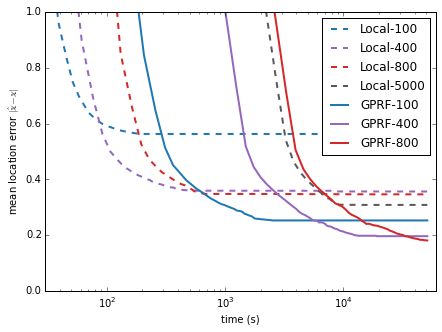 1.0
0.8
0.6
0.4
0.2
0.0
mean location error |x̂−x|
10²
10³
10⁴
time (s)
Local-100
Local-400
Local-800
Local-5000
GPRF-100
GPRF-400
GPRF-800